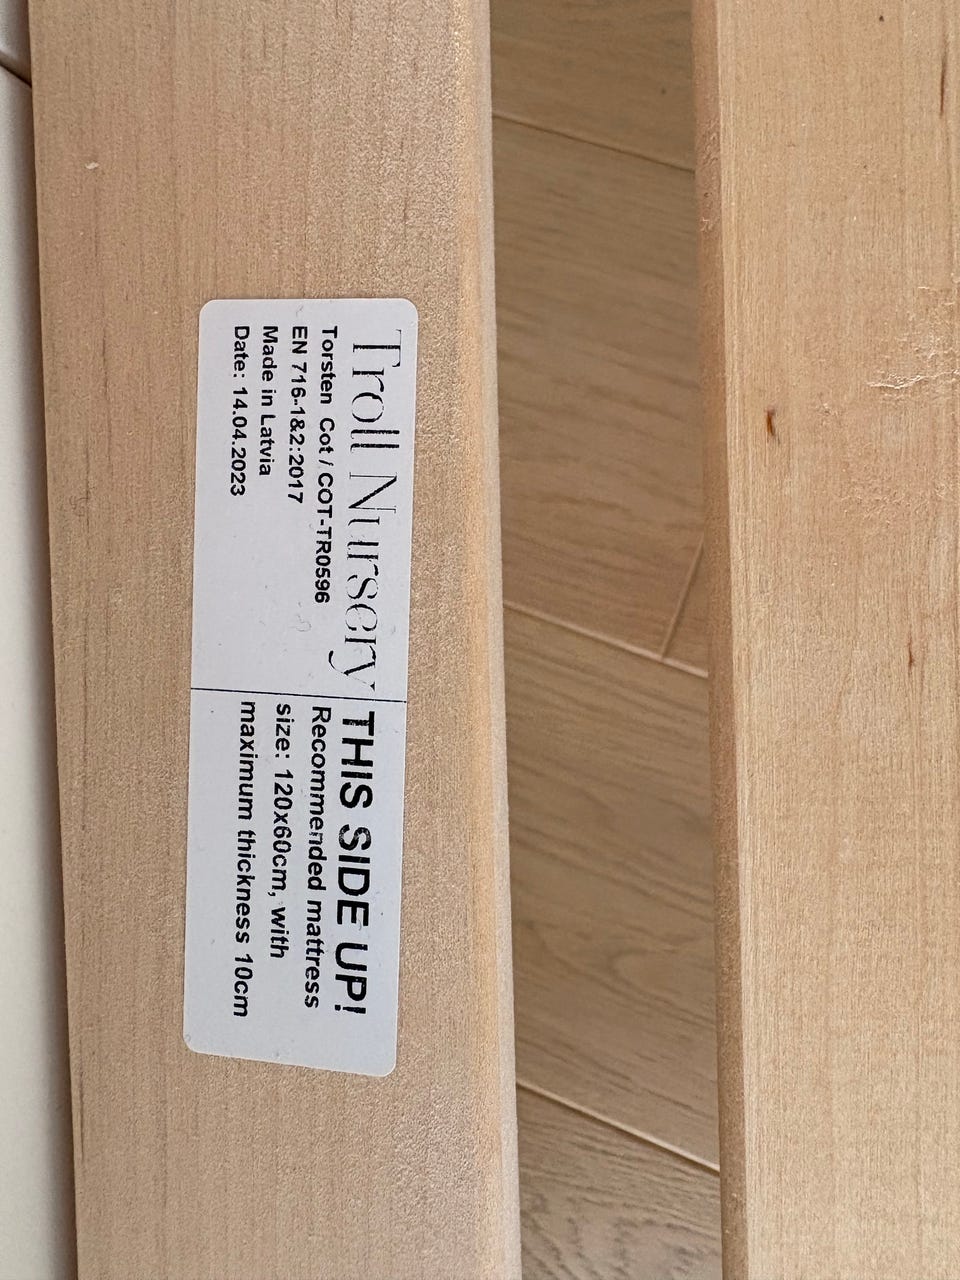 Troll Nursery
Torsten Cot / COT-TR0596
EN 716-1&2:2017
Made in Latvia
Date: 14.04.2023
THIS SIDE UP!
Recommended mattress
size: 120x60cm, with
maximum thickness 10cm